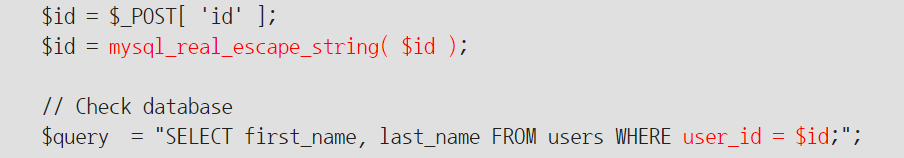 $id = $_POST[ 'id' ];
$id = mysql_real_escape_string( $id );
// Check database
$query  = "SELECT first_name, last_name FROM users WHERE user_id = $id;";